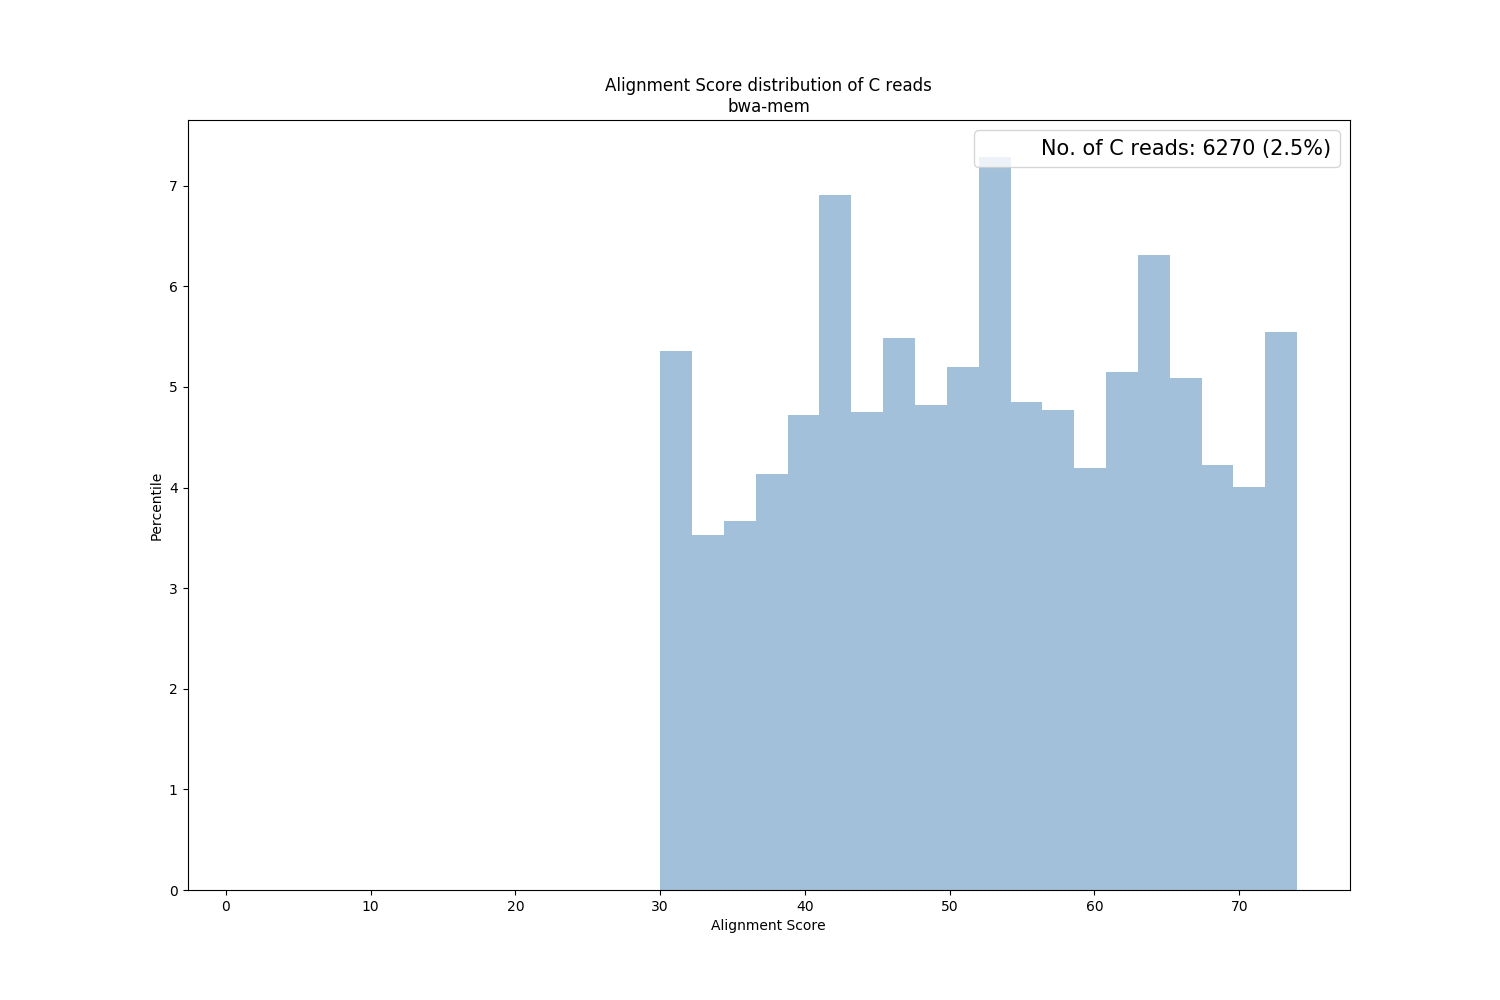 Alignment Score distribution of C reads
bwa-mem
No. of C reads: 6270 (2.5%)
7
6
5
4
3
2
1
0
Percentile
0 10 20 30 40 50 60 70
Alignment Score